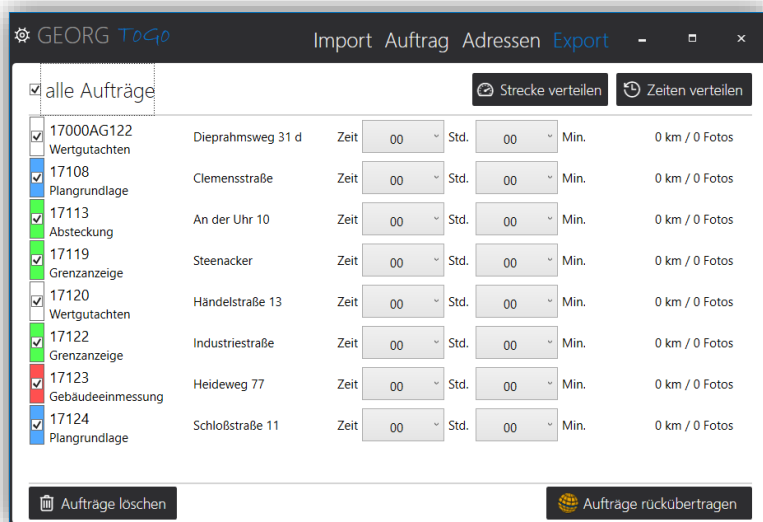 GEORG ToGo Import Auftrag Adressen Export
alle Aufträge Strecke verteilen Zeiten verteilen
17000AG122
Wertgutachten
Dieprahmsweg 31 d Zeit 00 Std. 00 Min. 0 km / 0 Fotos
17108
Plangrundlage
Clemensstraße Zeit 00 Std. 00 Min. 0 km / 0 Fotos
17113
Absteckung
An der Uhr 10 Zeit 00 Std. 00 Min. 0 km / 0 Fotos
17119
Grenzanzeige
Steenacker Zeit 00 Std. 00 Min. 0 km / 0 Fotos
17120
Wertgutachten
Händelstraße 13 Zeit 00 Std. 00 Min. 0 km / 0 Fotos
17122
Grenzanzeige
Industriestraße Zeit 00 Std. 00 Min. 0 km / 0 Fotos
17123
Gebäudeeinmessung
Heideweg 77 Zeit 00 Std. 00 Min. 0 km / 0 Fotos
17124
Plangrundlage
Schloßstraße 11 Zeit 00 Std. 00 Min. 0 km / 0 Fotos
Aufträge löschen Aufträge rückübertragen